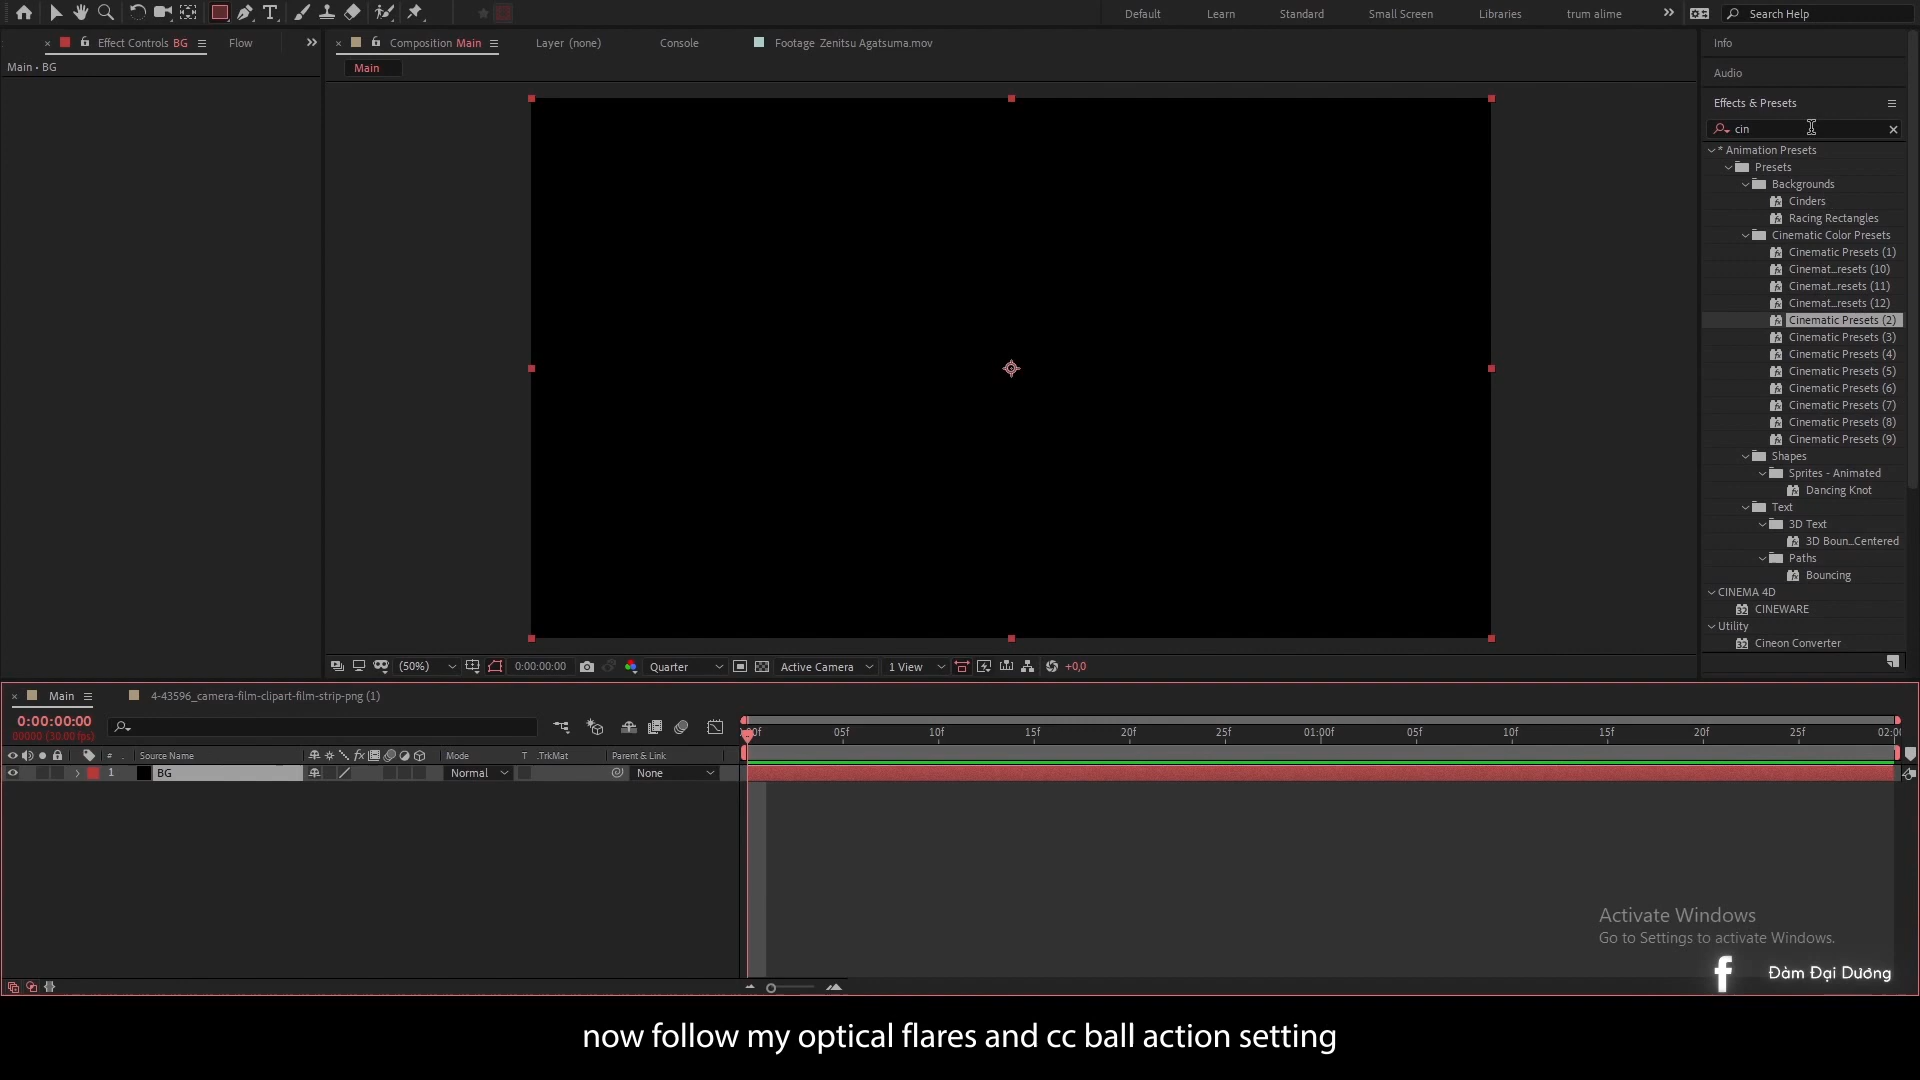 Default
Learn
Standard
Small Screen
Libraries
trum alime
Search Help
Effect Controls BG
Flow
Composition Main
Layer (none)
Console
Footage Zenitsu Agatsuma.mov
Info
Main • BG
Main
Audio
Effects & Presets
cin
* Animation Presets
Presets
Backgrounds
Cinders
Racing Rectangles
Cinematic Color Presets
Cinematic Presets (1)
Cinemat...resets (10)
Cinemat...resets (11)
Cinemat...resets (12)
Cinematic Presets (2)
Cinematic Presets (3)
Cinematic Presets (4)
Cinematic Presets (5)
Cinematic Presets (6)
Cinematic Presets (7)
Cinematic Presets (8)
Cinematic Presets (9)
Shapes
Sprites - Animated
Dancing Knot
Text
3D Text
3D Boun...Centered
Paths
Bouncing
CINEMA 4D
CINEWARE
Utility
Cineon Converter
(50%)
0:00:00:00
Quarter
Active Camera
1 View
+0,0
Main
4-43596_camera-film-clipart-film-strip-png (1)
0:00:00:00
00000 (30.00 fps)
05f
10f
15f
20f
25f
01:00f
05f
10f
15f
20f
25f
02:00
# Source Name
Mode
T .TrkMat
Parent & Link
1 BG
Normal
None
Activate Windows
Go to Settings to activate Windows.
f Đàm Đại Dương
now follow my optical flares and cc ball action setting